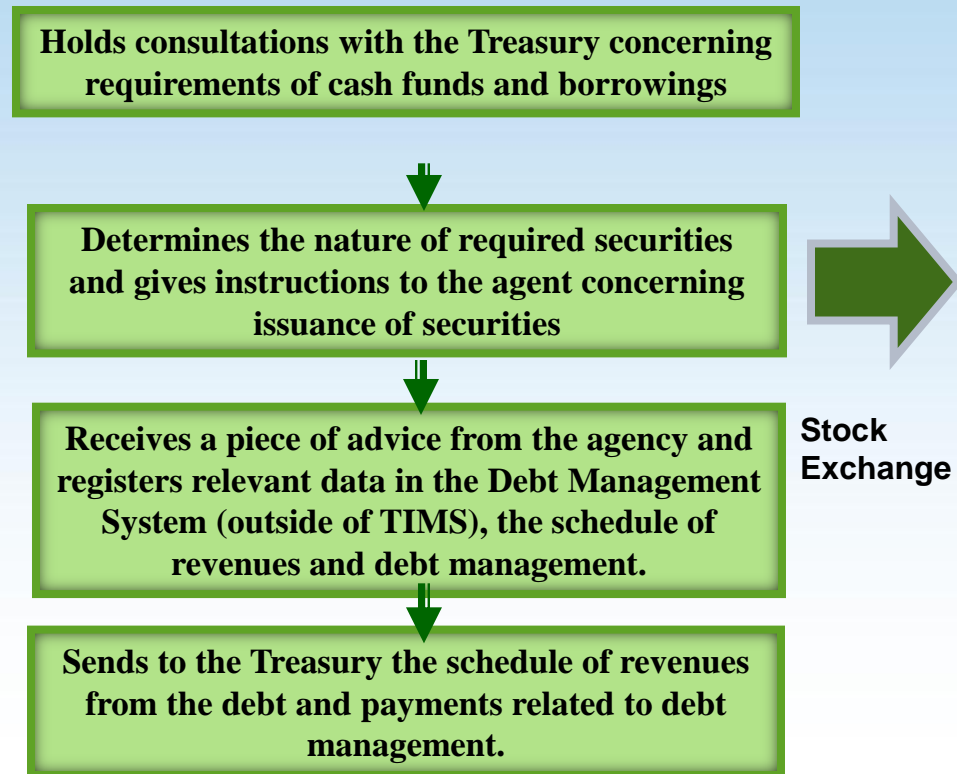 Holds consultations with the Treasury concerning
requirements of cash funds and borrowings
Determines the nature of required securities
and gives instructions to the agent concerning
issuance of securities
Stock
Exchange
Receives a piece of advice from the agency and
registers relevant data in the Debt Management
System (outside of TIMS), the schedule of
revenues and debt management.
Sends to the Treasury the schedule of revenues
from the debt and payments related to debt
management.